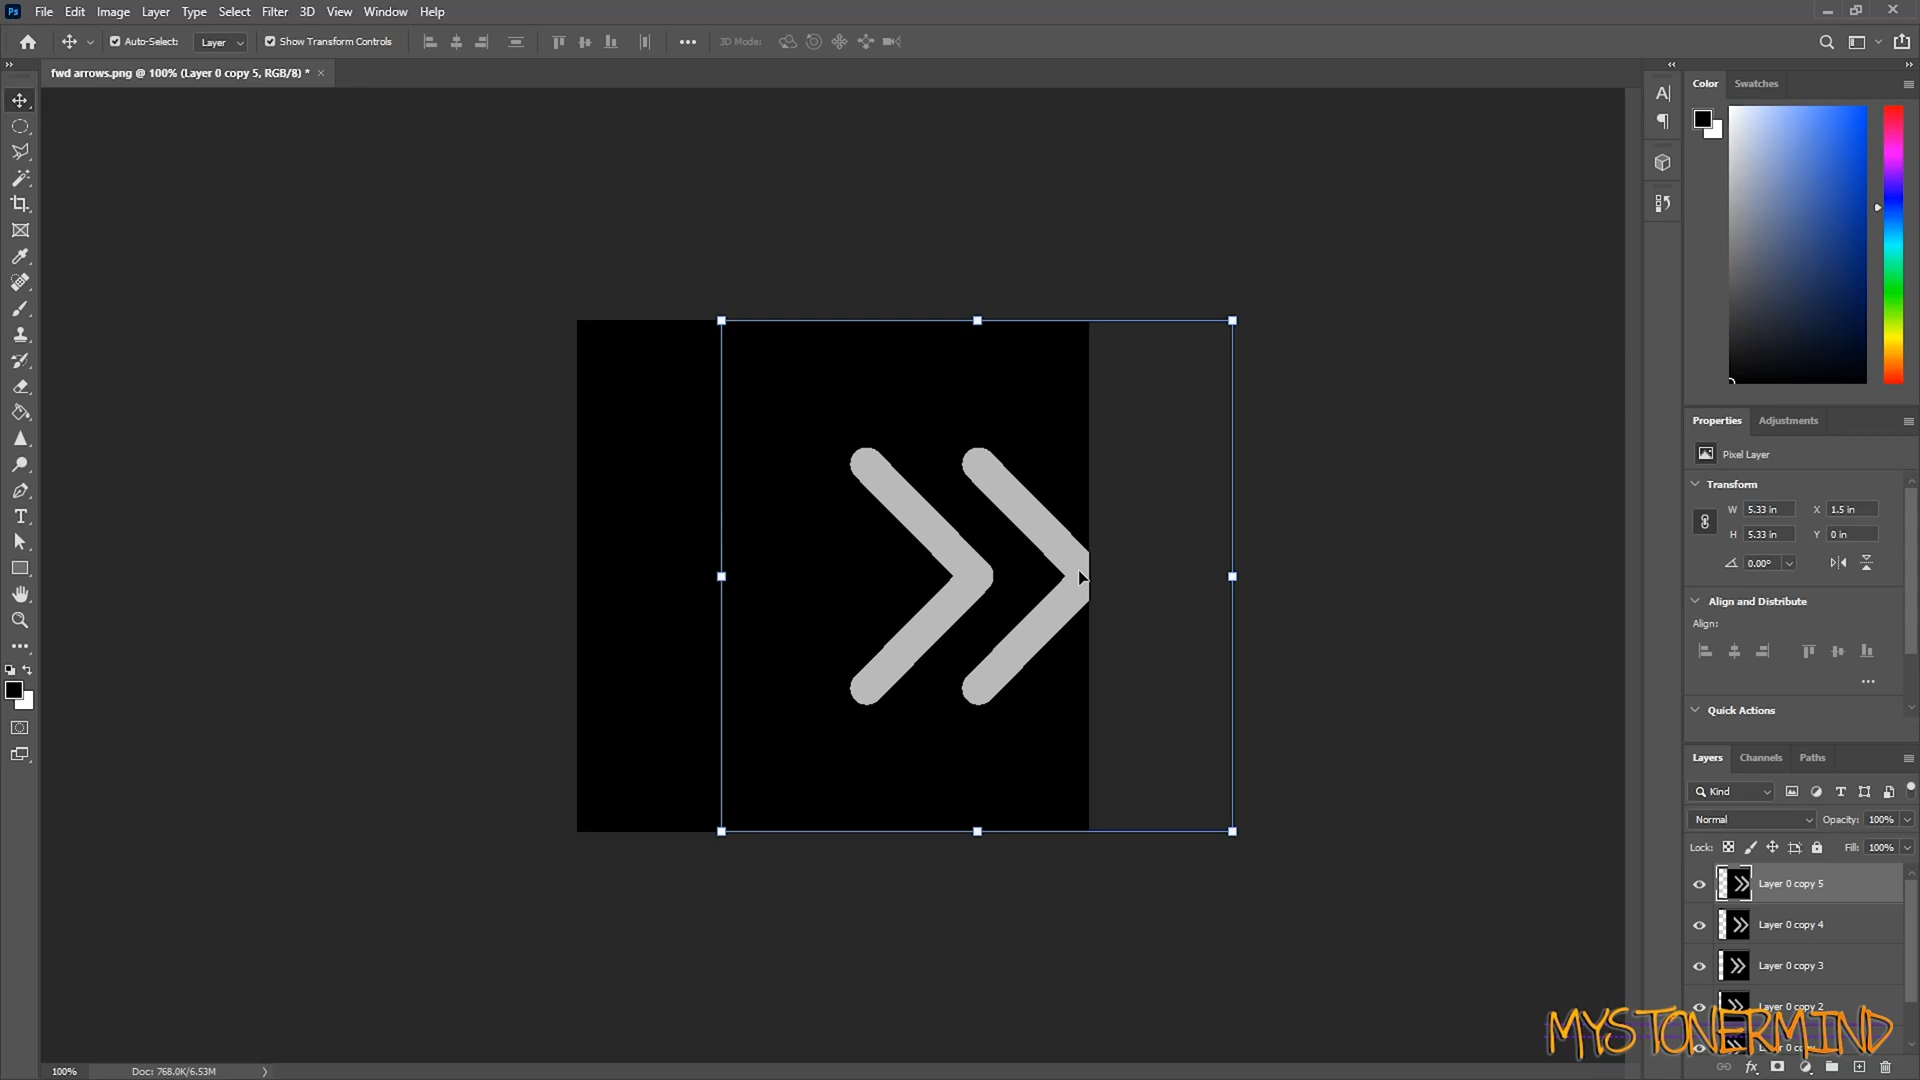 Ps File Edit Image Layer Type Select Filter 3D View Window Help
Auto-Select: Layer Show Transform Controls 3D Mode:
fwd arrows.png @ 100% (Layer 0 copy 5, RGB/8) *
Color Swatches
Properties Adjustments
Pixel Layer
Transform
W 5.33 in X 1.5 in
H 5.33 in Y 0 in
0.00°
Align and Distribute
Align:
Quick Actions
Layers Channels Paths
Kind
Normal Opacity: 100%
Lock: Fill: 100%
Layer 0 copy 5
Layer 0 copy 4
Layer 0 copy 3
Layer 0 copy 2
MYSTONERMIND
100% Doc: 768.0K/6.53M